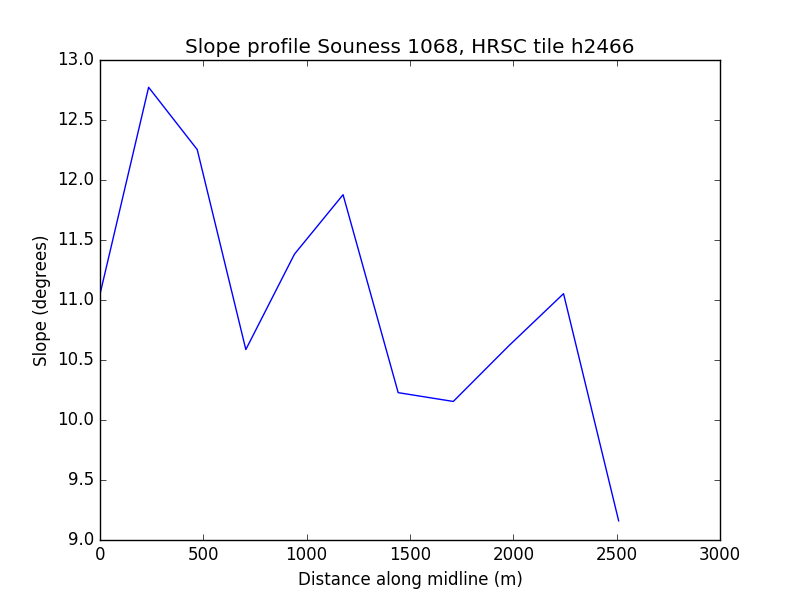 Slope profile Souness 1068, HRSC tile h2466
13.0
12.5
12.0
11.5
11.0
10.5
10.0
9.5
9.0
Slope (degrees)
0 500 1000 1500 2000 2500 3000
Distance along midline (m)